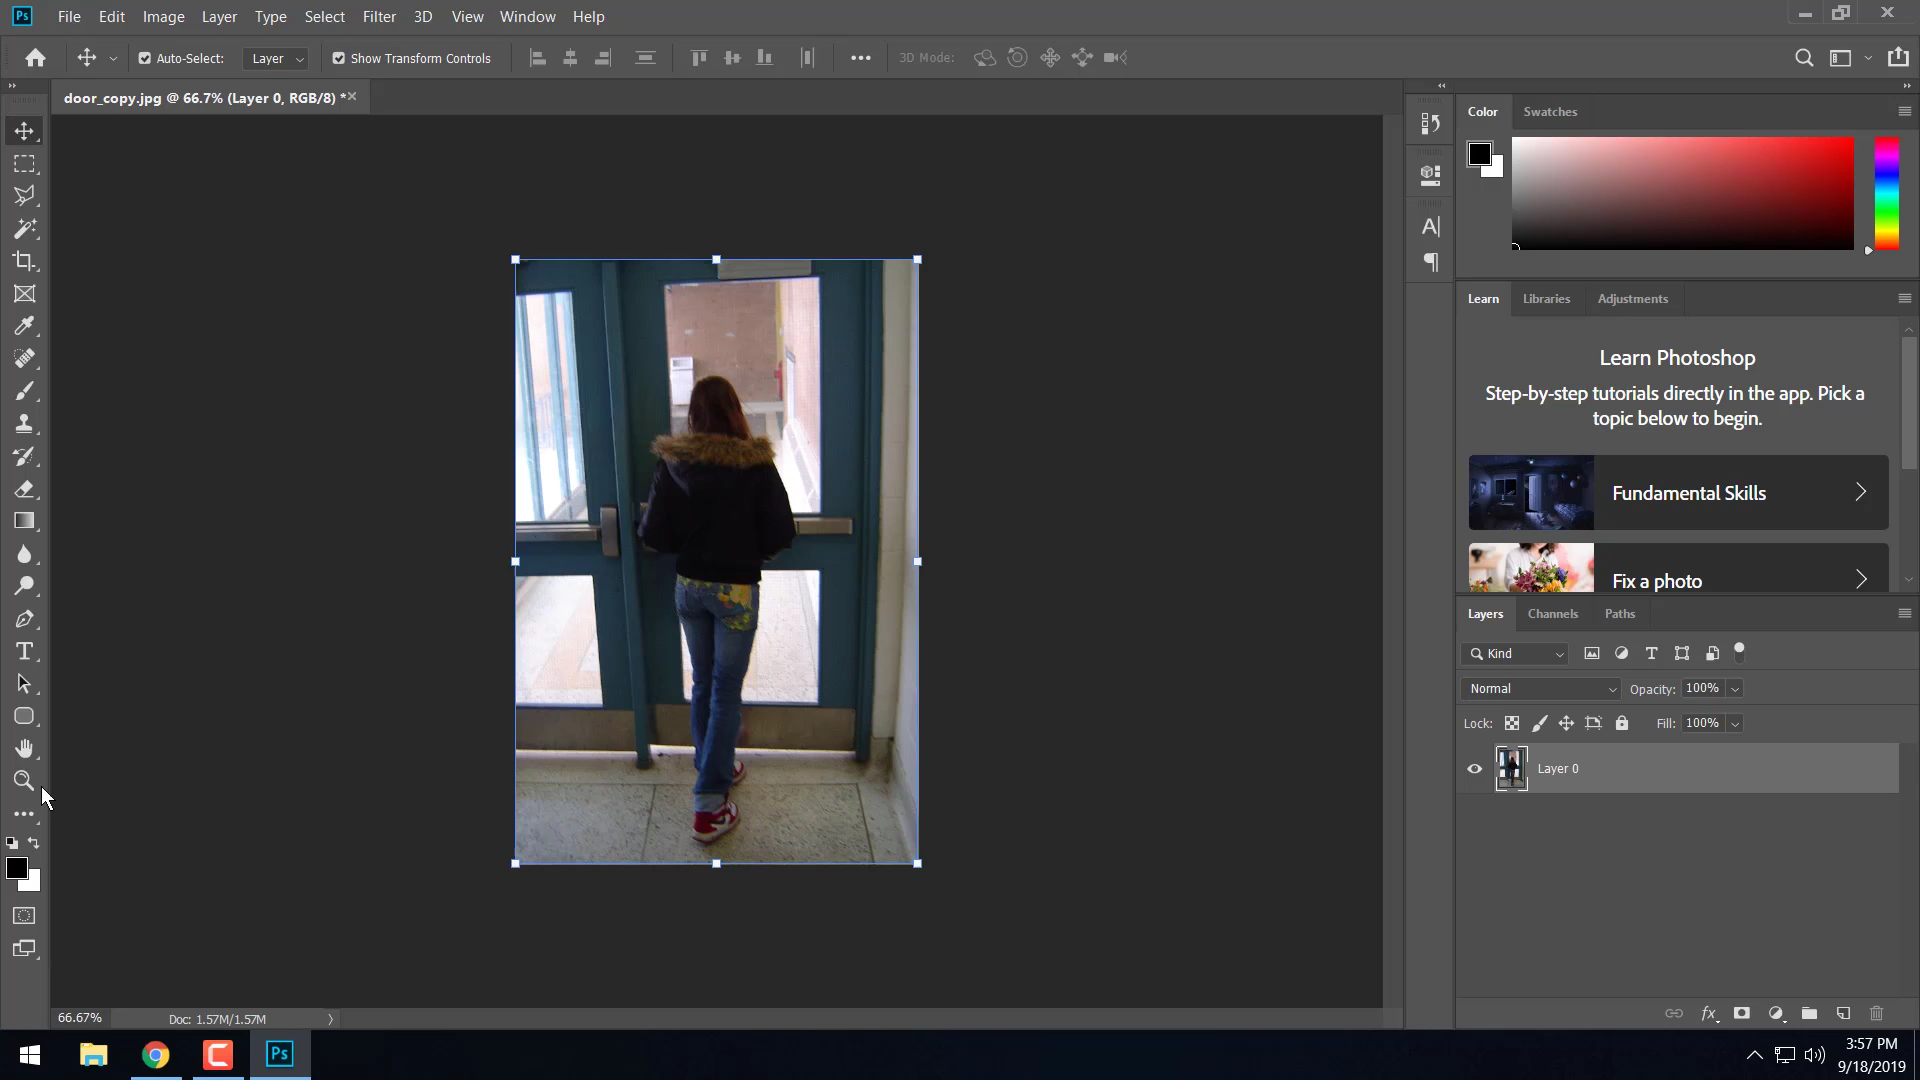 Ps File Edit Image Layer Type Select Filter 3D View Window Help
Auto-Select: Layer Show Transform Controls 3D Mode:
door_copy.jpg @ 66.7% (Layer 0, RGB/8) *
Color Swatches
Learn Libraries Adjustments
Learn Photoshop
Step-by-step tutorials directly in the app. Pick a
topic below to begin.
Fundamental Skills
Fix a photo
Layers Channels Paths
Kind
Normal Opacity: 100%
Lock: Fill: 100%
Layer 0
66.67% Doc: 1.57M/1.57M
Ps
3:57 PM
9/18/2019